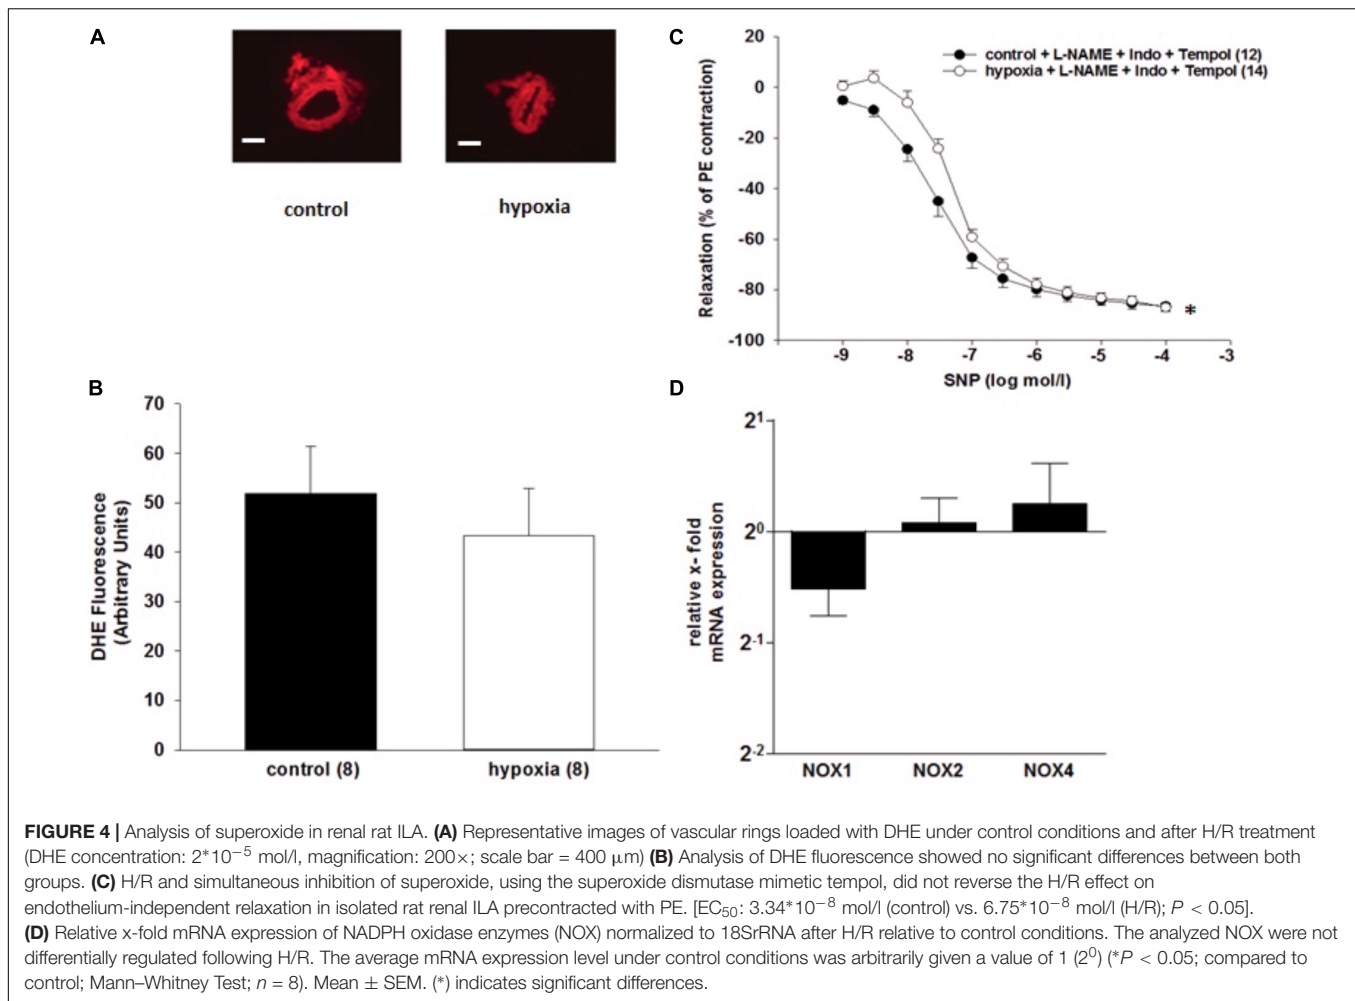 A
control
hypoxia
C
20
0
-20
-40
-60
-80
-100
Relaxation (% of PE contraction)
control + L-NAME + Indo + Tempol (12)
hypoxia + L-NAME + Indo + Tempol (14)
*
-9 -8 -7 -6 -5 -4 -3
SNP (log mol/l)
B
70
60
50
40
30
20
10
0
DHE Fluorescence
(Arbitrary Units)
control (8) hypoxia (8)
D
2¹
2⁰
2⁻¹
2⁻²
relative x- fold
mRNA expression
NOX1 NOX2 NOX4
FIGURE 4 | Analysis of superoxide in renal rat ILA. (A) Representative images of vascular rings loaded with DHE under control conditions and after H/R treatment
(DHE concentration: 2*10⁻⁵ mol/l, magnification: 200×; scale bar = 400 μm) (B) Analysis of DHE fluorescence showed no significant differences between both
groups. (C) H/R and simultaneous inhibition of superoxide, using the superoxide dismutase mimetic tempol, did not reverse the H/R effect on
endothelium-independent relaxation in isolated rat renal ILA precontracted with PE. [EC₅₀: 3.34*10⁻⁸ mol/l (control) vs. 6.75*10⁻⁸ mol/l (H/R); P < 0.05].
(D) Relative x-fold mRNA expression of NADPH oxidase enzymes (NOX) normalized to 18SrRNA after H/R relative to control conditions. The analyzed NOX were not
differentially regulated following H/R. The average mRNA expression level under control conditions was arbitrarily given a value of 1 (2⁰) (*P < 0.05; compared to
control; Mann–Whitney Test; n = 8). Mean ± SEM. (*) indicates significant differences.